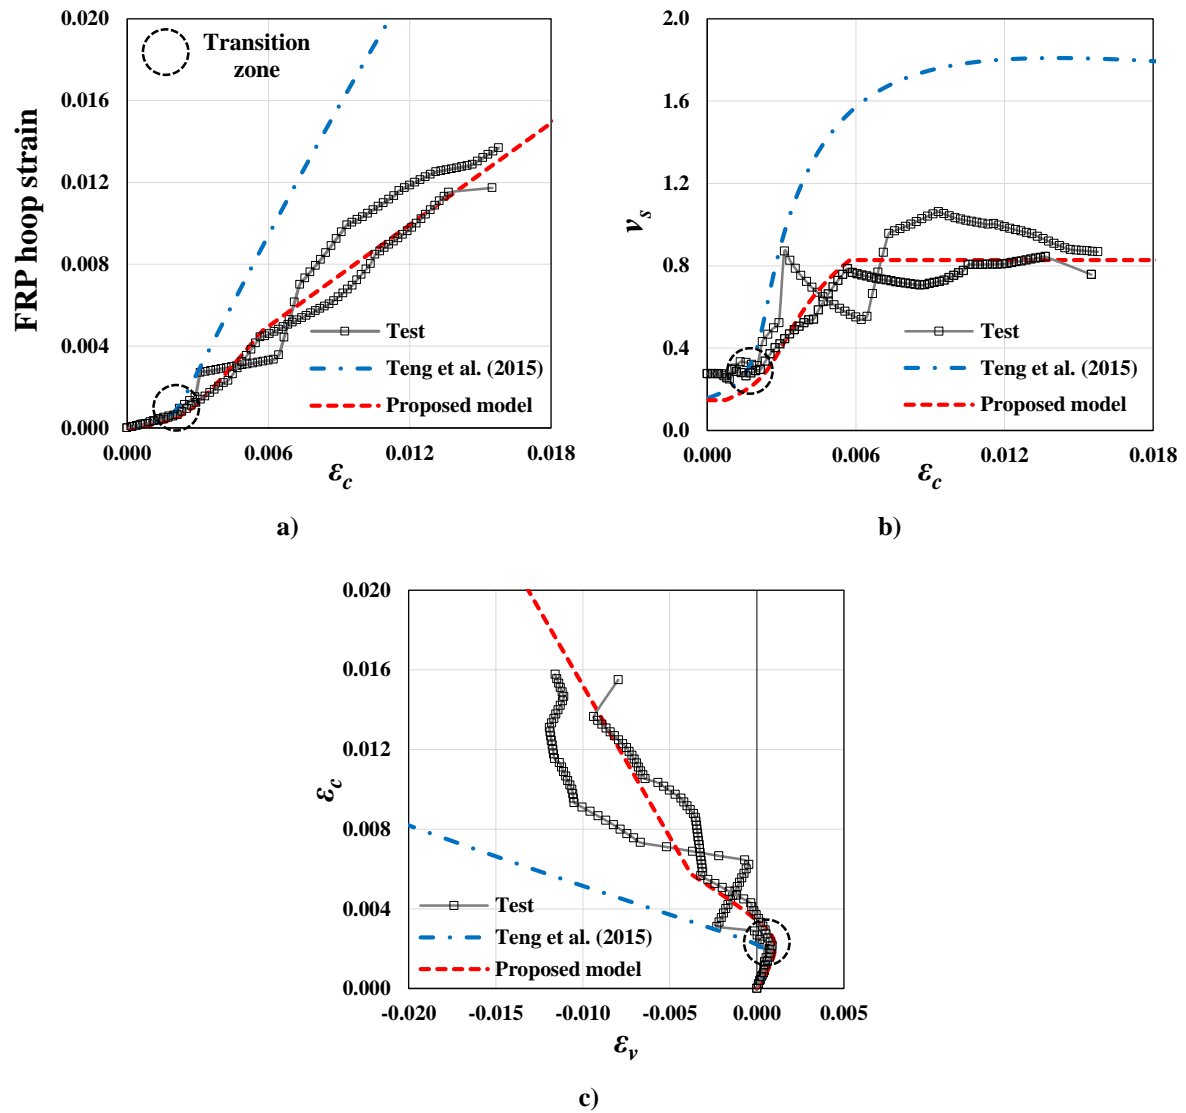 0.020
0.016
0.012
0.008
0.004
0.000
FRP hoop strain
Transition
zone
Test
Teng et al. (2015)
Proposed model
0.000 0.006 0.012 0.018
εc
a)
2.0
1.6
1.2
0.8
0.4
0.0
vs
Test
Teng et al. (2015)
Proposed model
0.000 0.006 0.012 0.018
εc
b)
0.020
0.016
0.012
0.008
0.004
0.000
εc
Test
Teng et al. (2015)
Proposed model
-0.020 -0.015 -0.010 -0.005 0.000 0.005
εv
c)